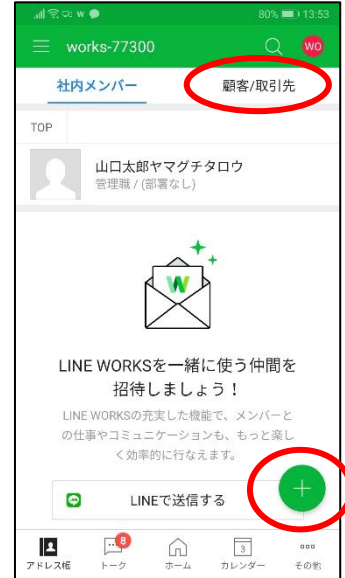 80% 13:53
works-77300
WO
社内メンバー
顧客/取引先
TOP
山口太郎ヤマグチタロウ
管理職 / (部署なし)
W
LINE WORKSを一緒に使う仲間を
招待しましょう！
LINE WORKSの充実した機能で、メンバーと
の仕事やコミュニケーションも、もっと楽し
く効率的に行なえます。
LINEで送信する
8
3
アドレス帳 トーク ホーム カレンダー その他